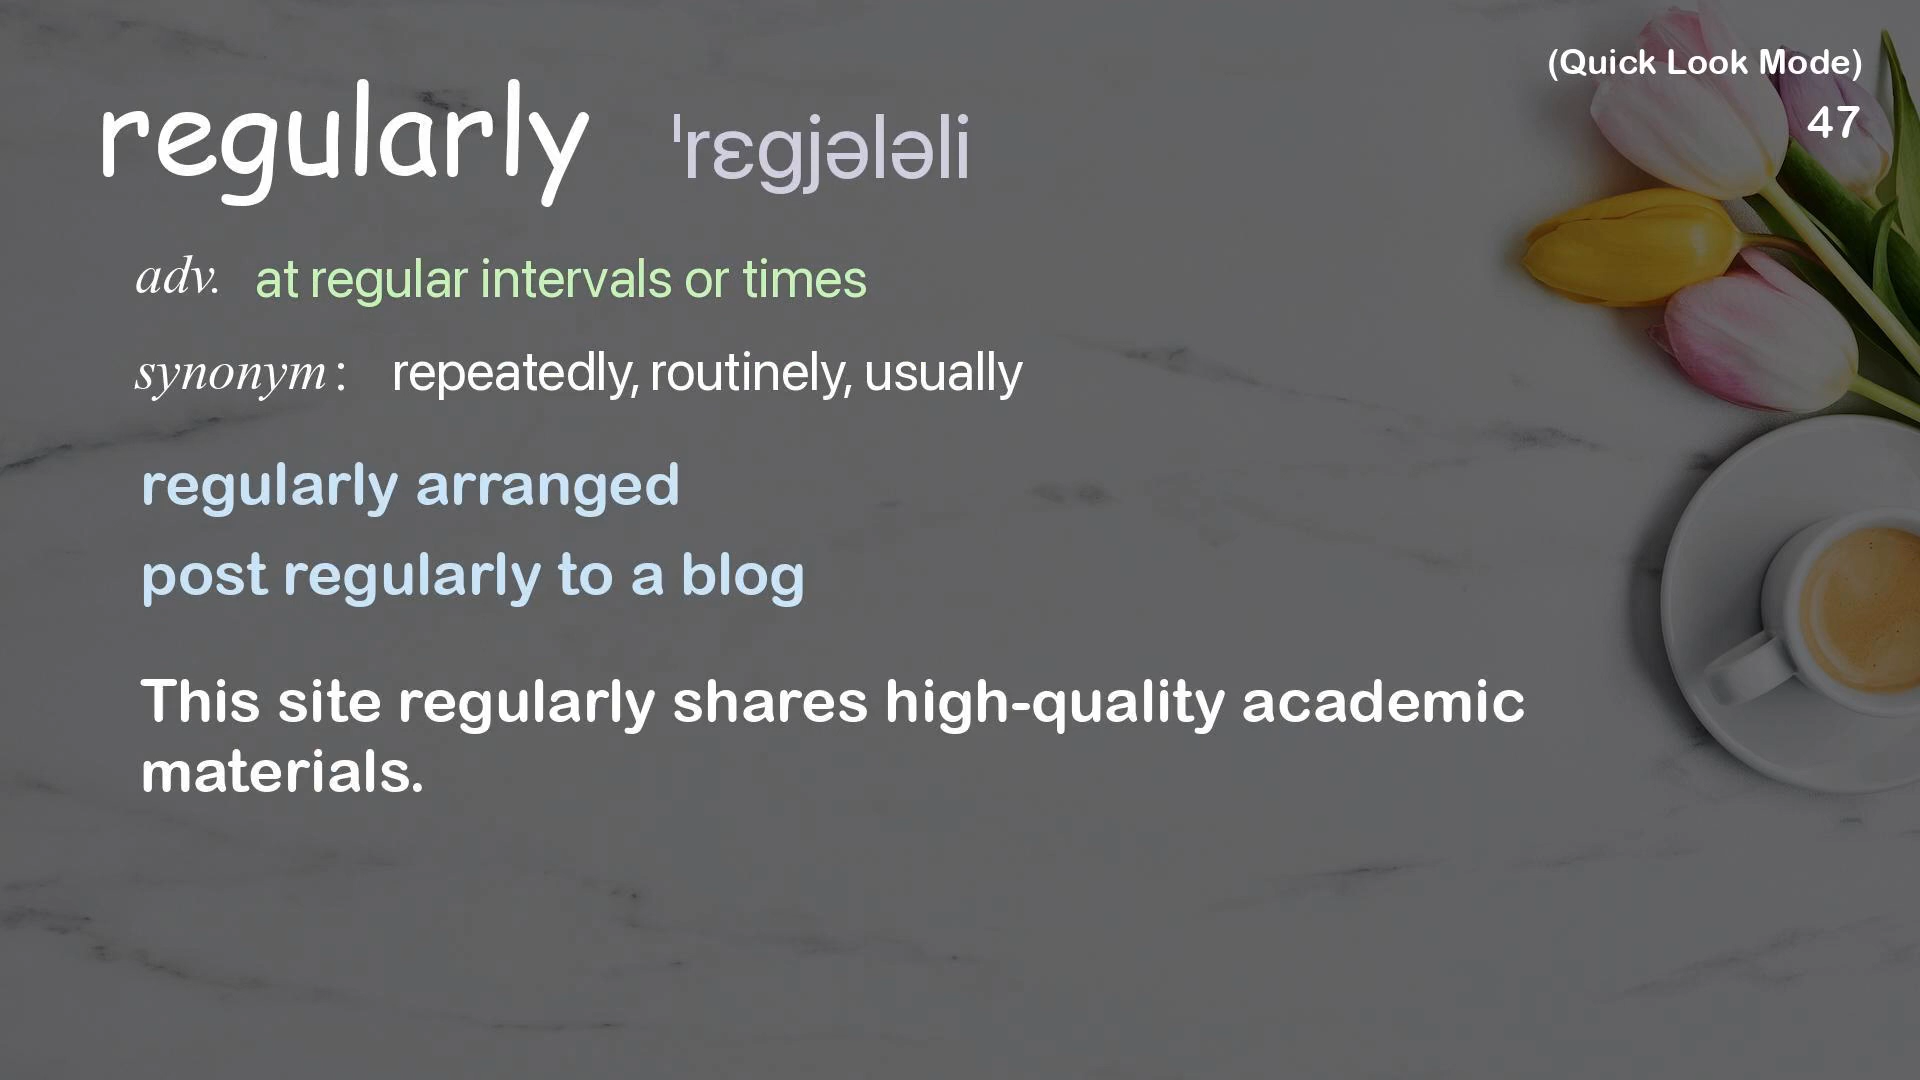 (Quick Look Mode)
47
regularly ˈrɛgjələli
adv. at regular intervals or times
synonym : repeatedly, routinely, usually
regularly arranged
post regularly to a blog
This site regularly shares high-quality academic
materials.